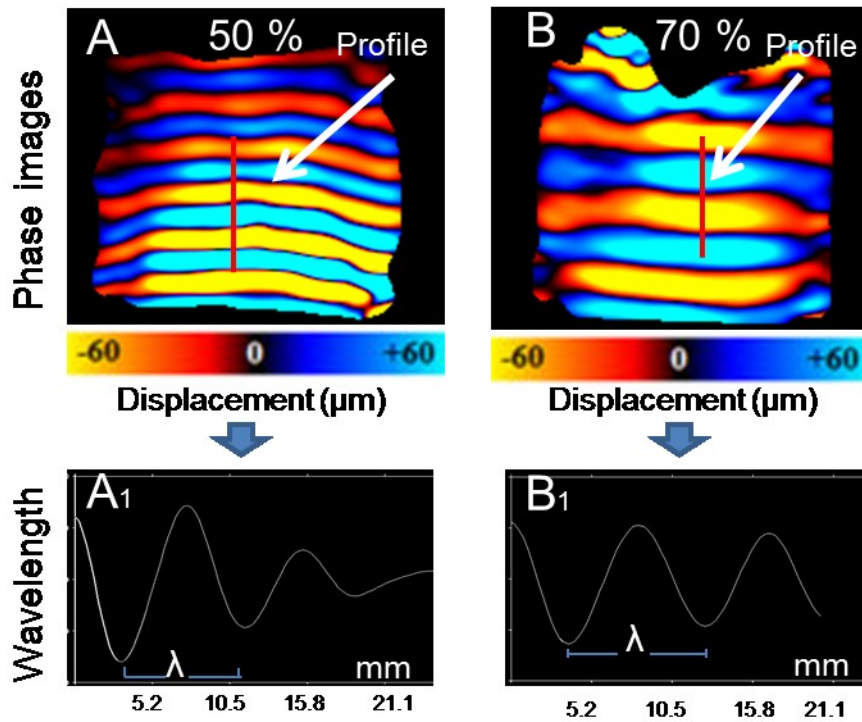 A 50 % Profile
B 70 % Profile
Phase images
-60 0 +60
-60 0 +60
Displacement (µm)
Displacement (µm)
Wavelength
A1
λ
mm
5.2 10.5 15.8 21.1
B1
λ
mm
5.2 10.5 15.8 21.1